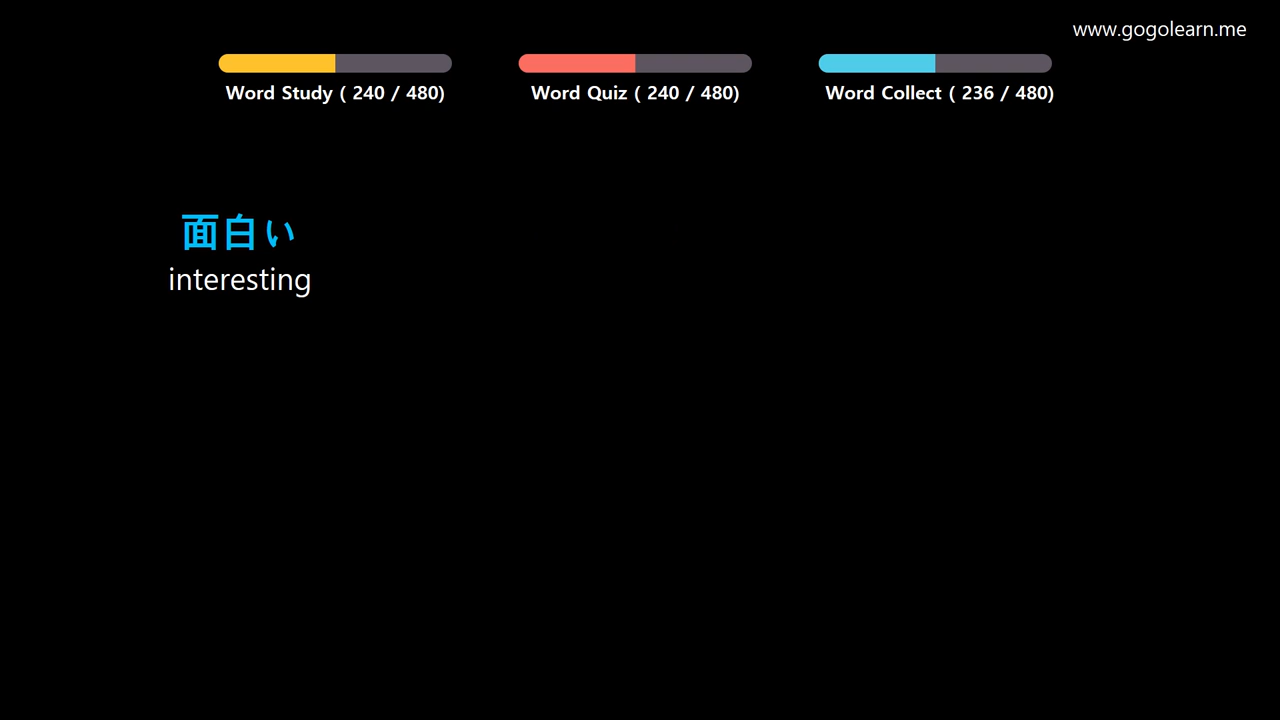 www.gogolearn.me
Word Study ( 240 / 480)
Word Quiz ( 240 / 480)
Word Collect ( 236 / 480)
面白い
interesting